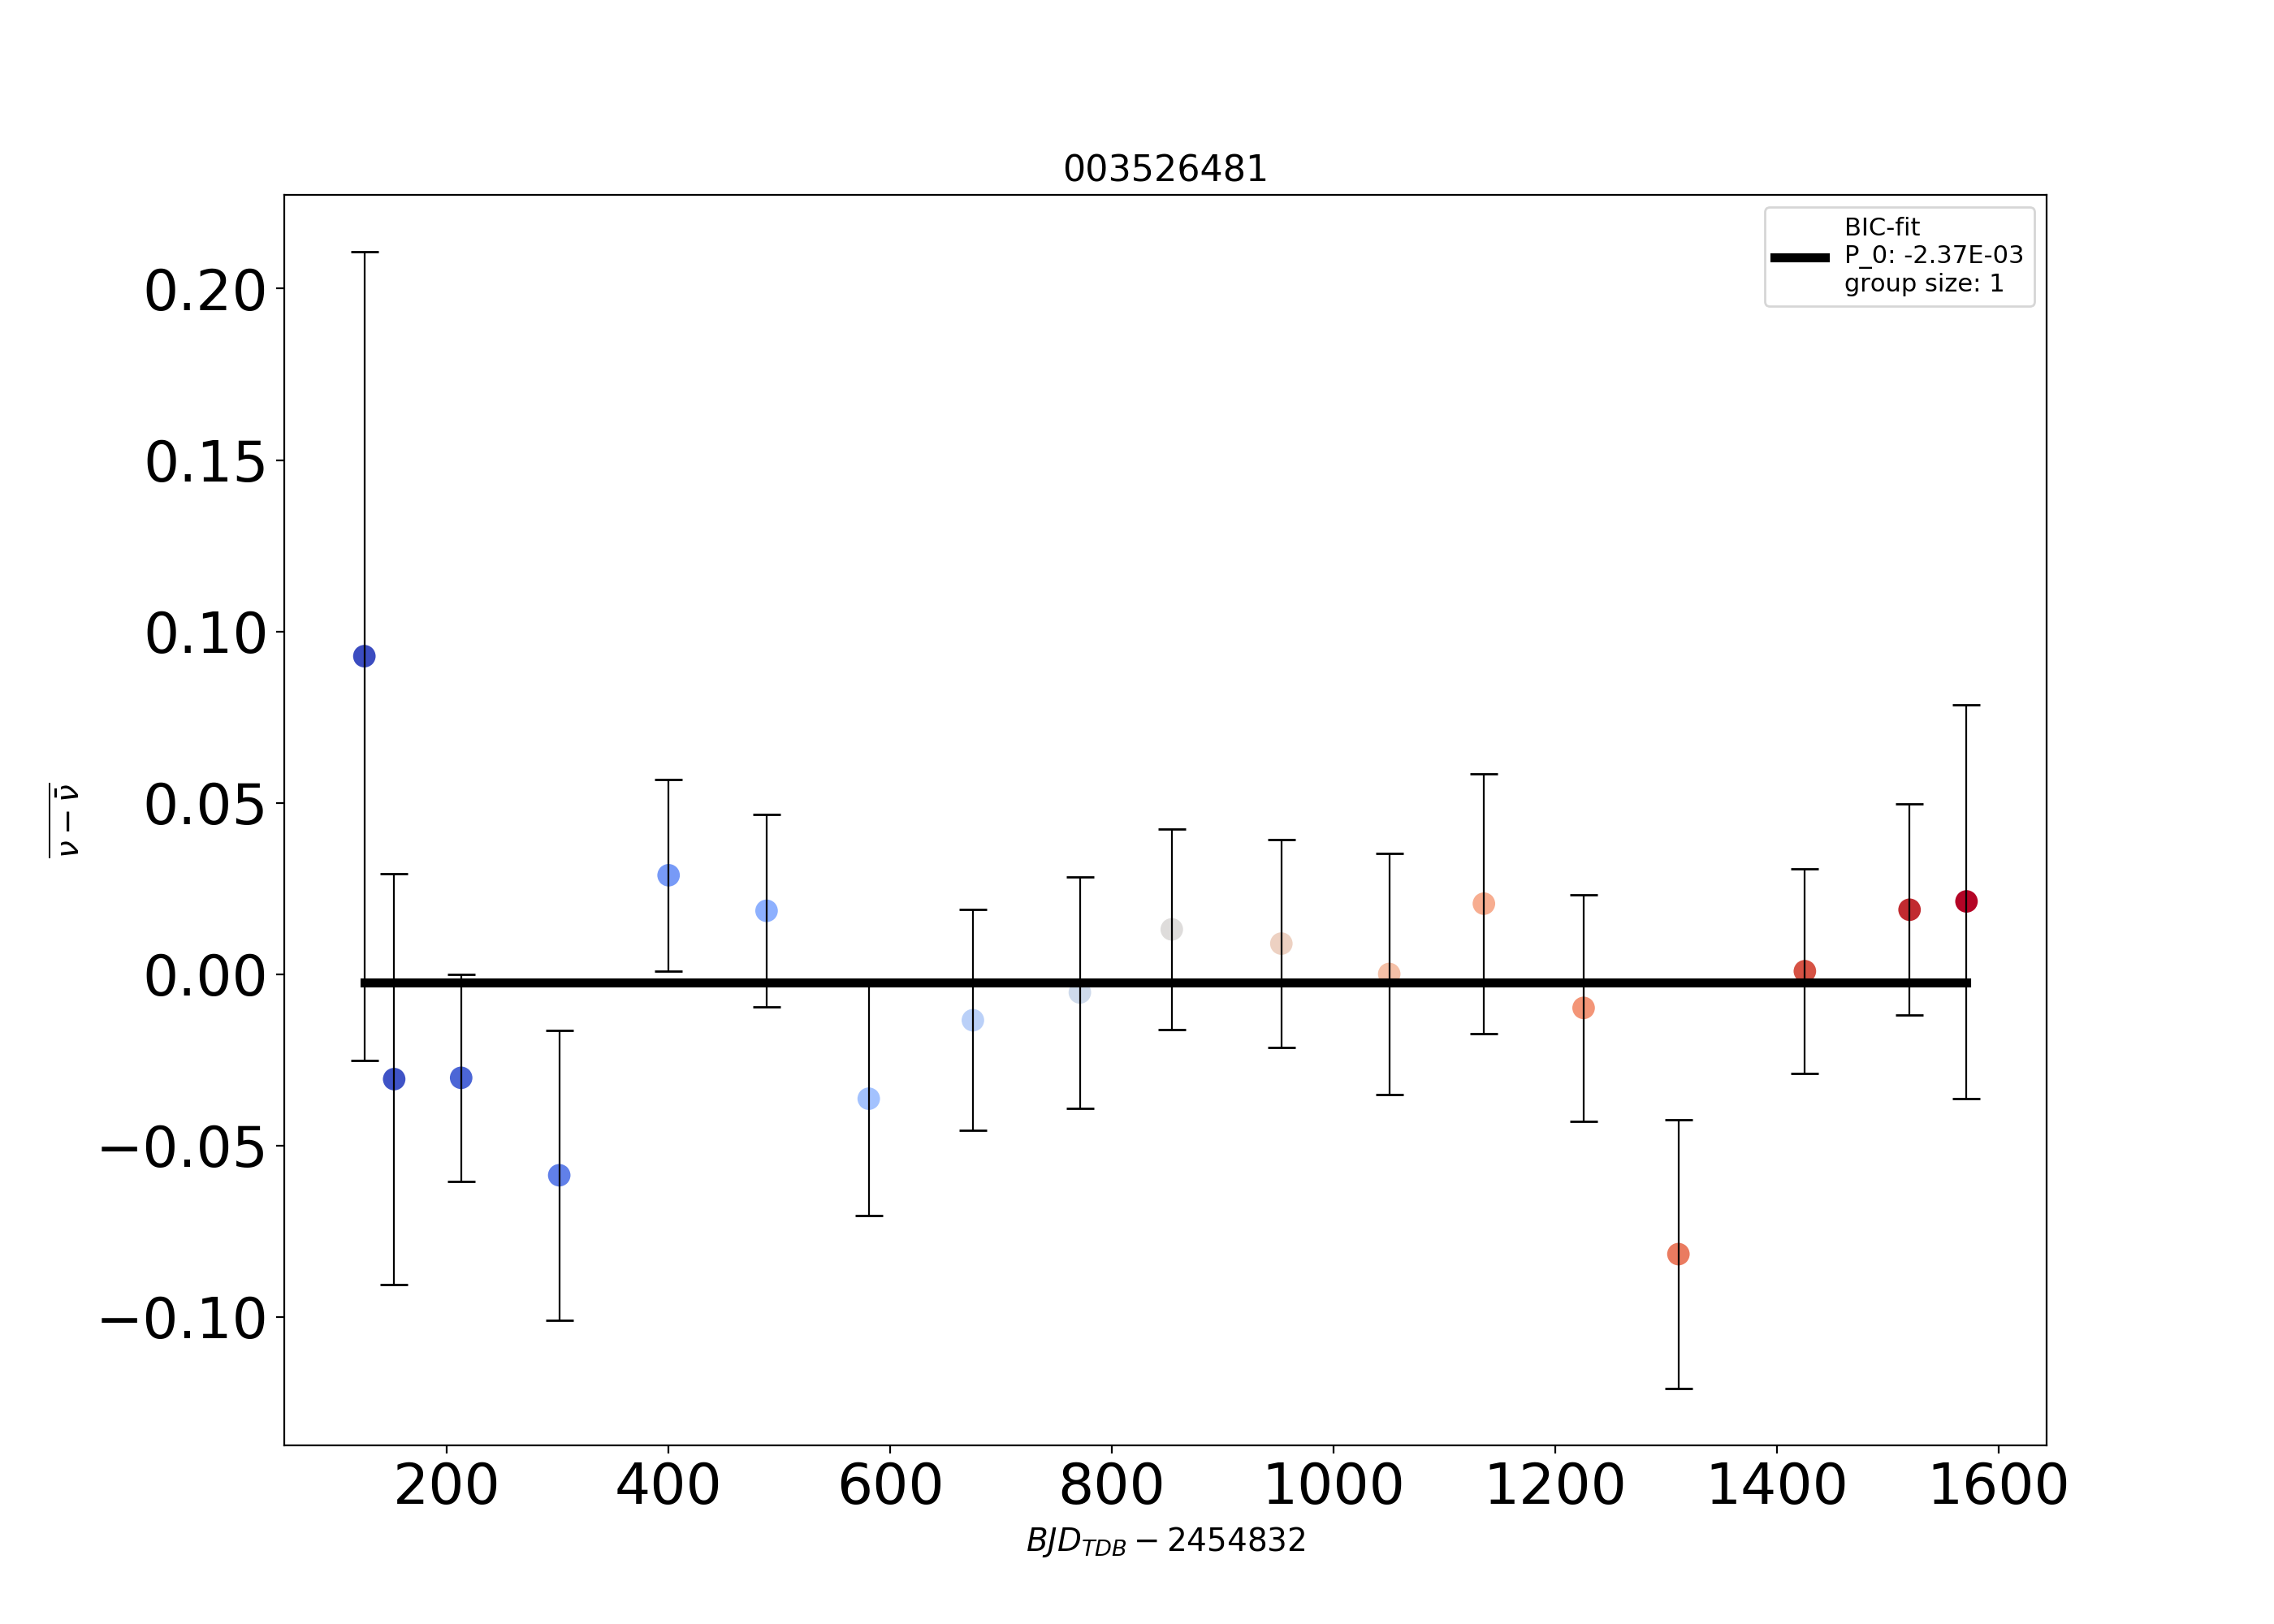 003526481
BIC-fit
P_0: -2.37E-03
group size: 1
0.20
0.15
0.10
0.05
0.00
−0.05
−0.10
ν − ν̄
200 400 600 800 1000 1200 1400 1600
BJD_TDB − 2454832